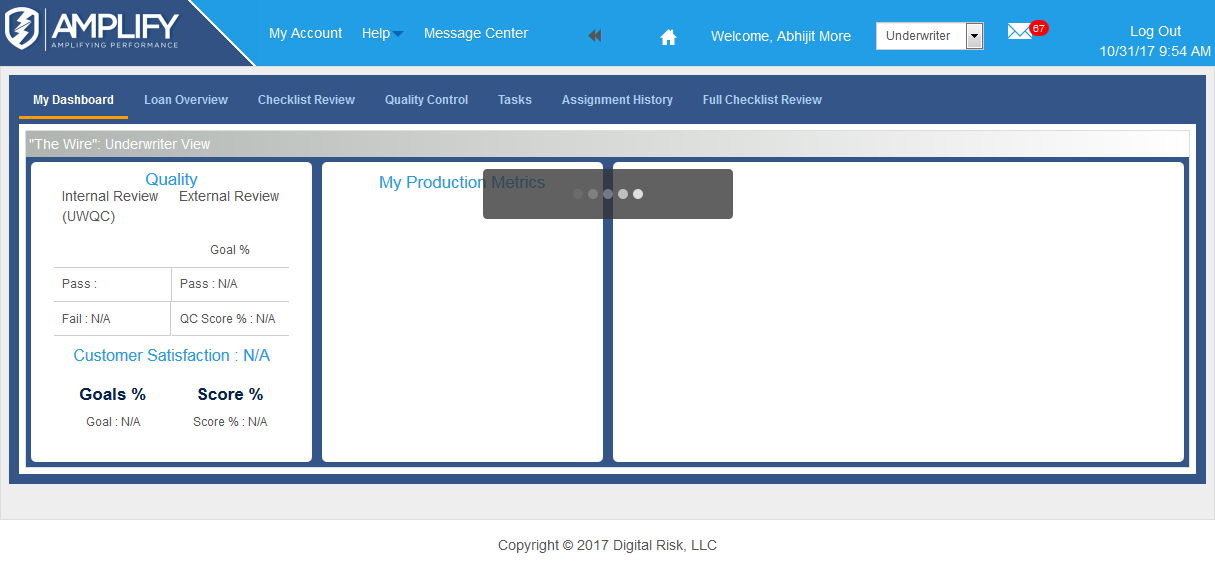 AMPLIFY
AMPLIFYING PERFORMANCE
My Account Help Message Center Welcome, Abhijit More Underwriter 67 Log Out
10/31/17 9:54 AM
My Dashboard Loan Overview Checklist Review Quality Control Tasks Assignment History Full Checklist Review
"The Wire": Underwriter View
Quality
Internal Review (UWQC) External Review
Goal %
Pass : Pass : N/A
Fail : N/A QC Score % : N/A
Customer Satisfaction : N/A
Goals % Score %
Goal : N/A Score % : N/A
My Production Metrics
Copyright © 2017 Digital Risk, LLC